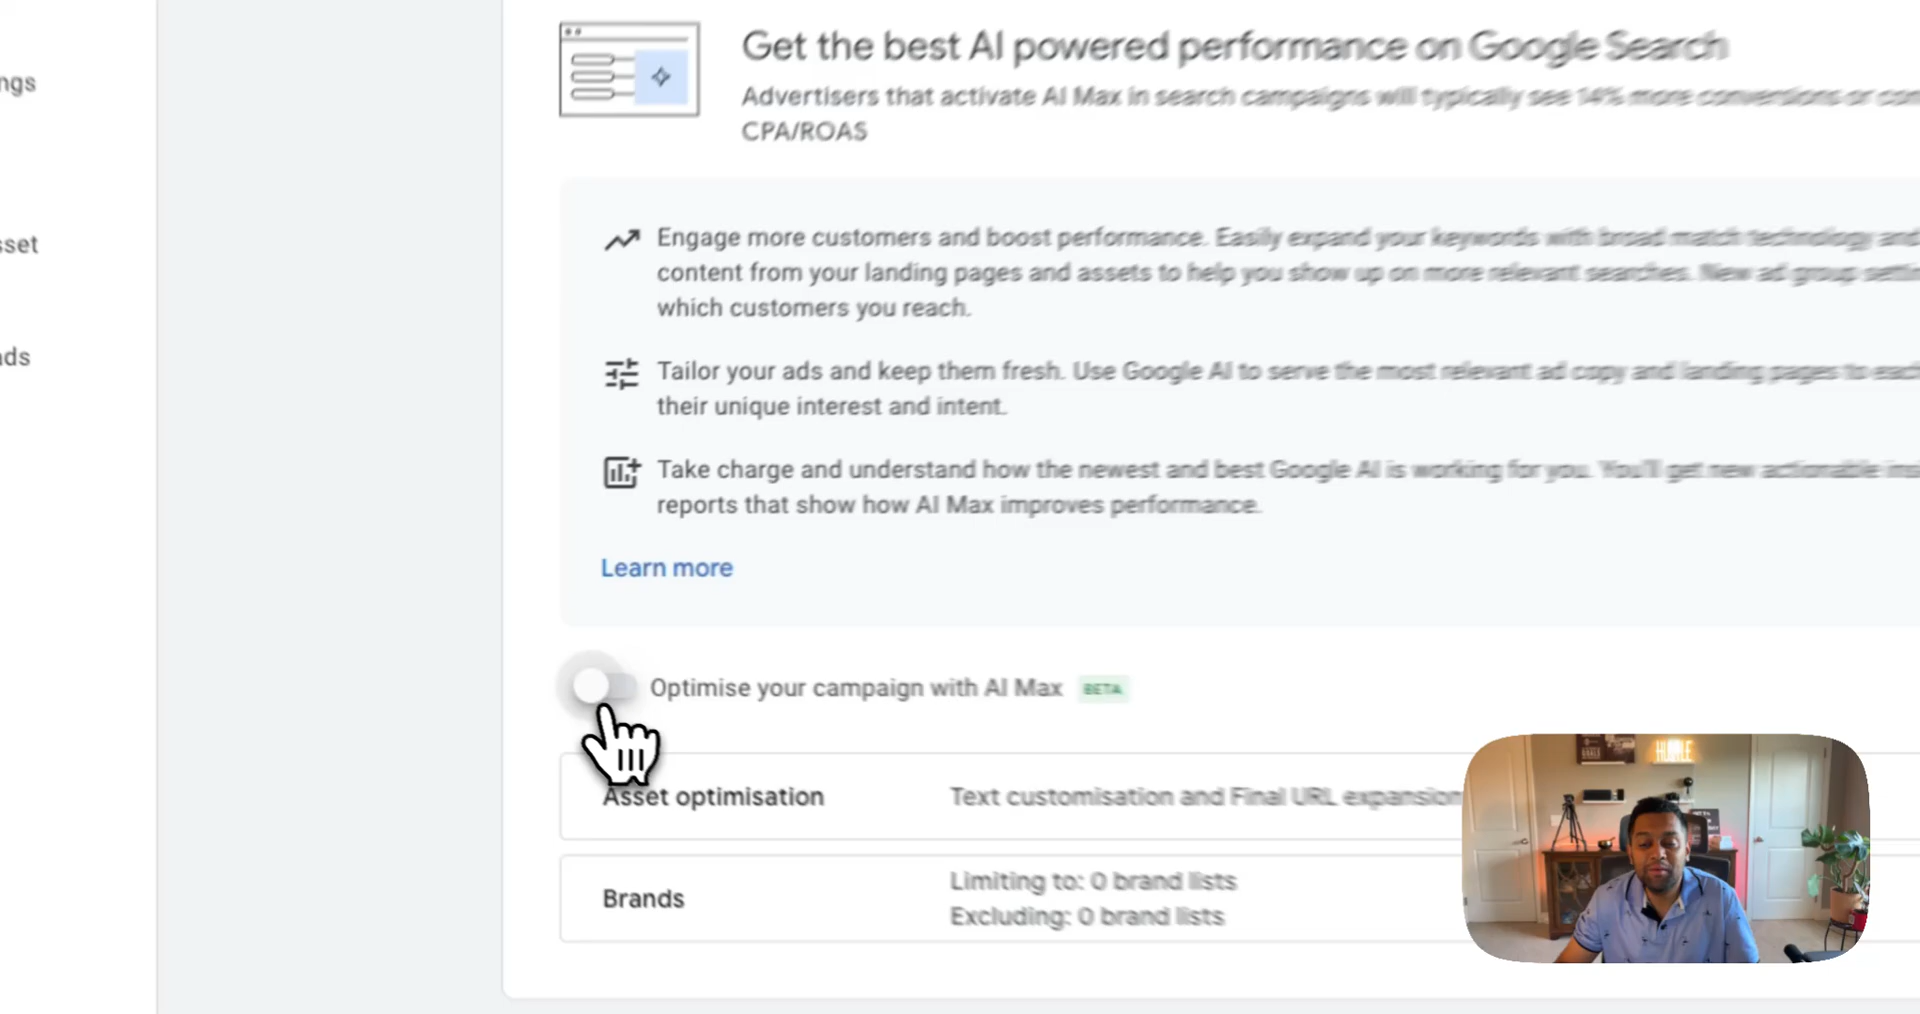 Get the best AI powered performance on Google Search
Advertisers that activate AI Max in search campaigns will typically see 14% more conversions or
CPA/ROAS
ngs
Engage more customers and boost performance. Easily expand your keywords with broad match technology and
sset
content from your landing pages and assets to help you show up on more relevant searches. New ad group
which customers you reach.
ads
Tailor your ads and keep them fresh. Use Google AI to serve the most relevant ad copy and landing pages to each
their unique interest and intent.
Take charge and understand how the newest and best Google AI is working for you. You'll get new actionable
reports that show how AI Max improves performance.
Learn more
Optimise your campaign with AI Max BETA
Asset optimisation Text customisation and Final URL expansion
Brands Limiting to: 0 brand lists
Excluding: 0 brand lists
HUSTLE